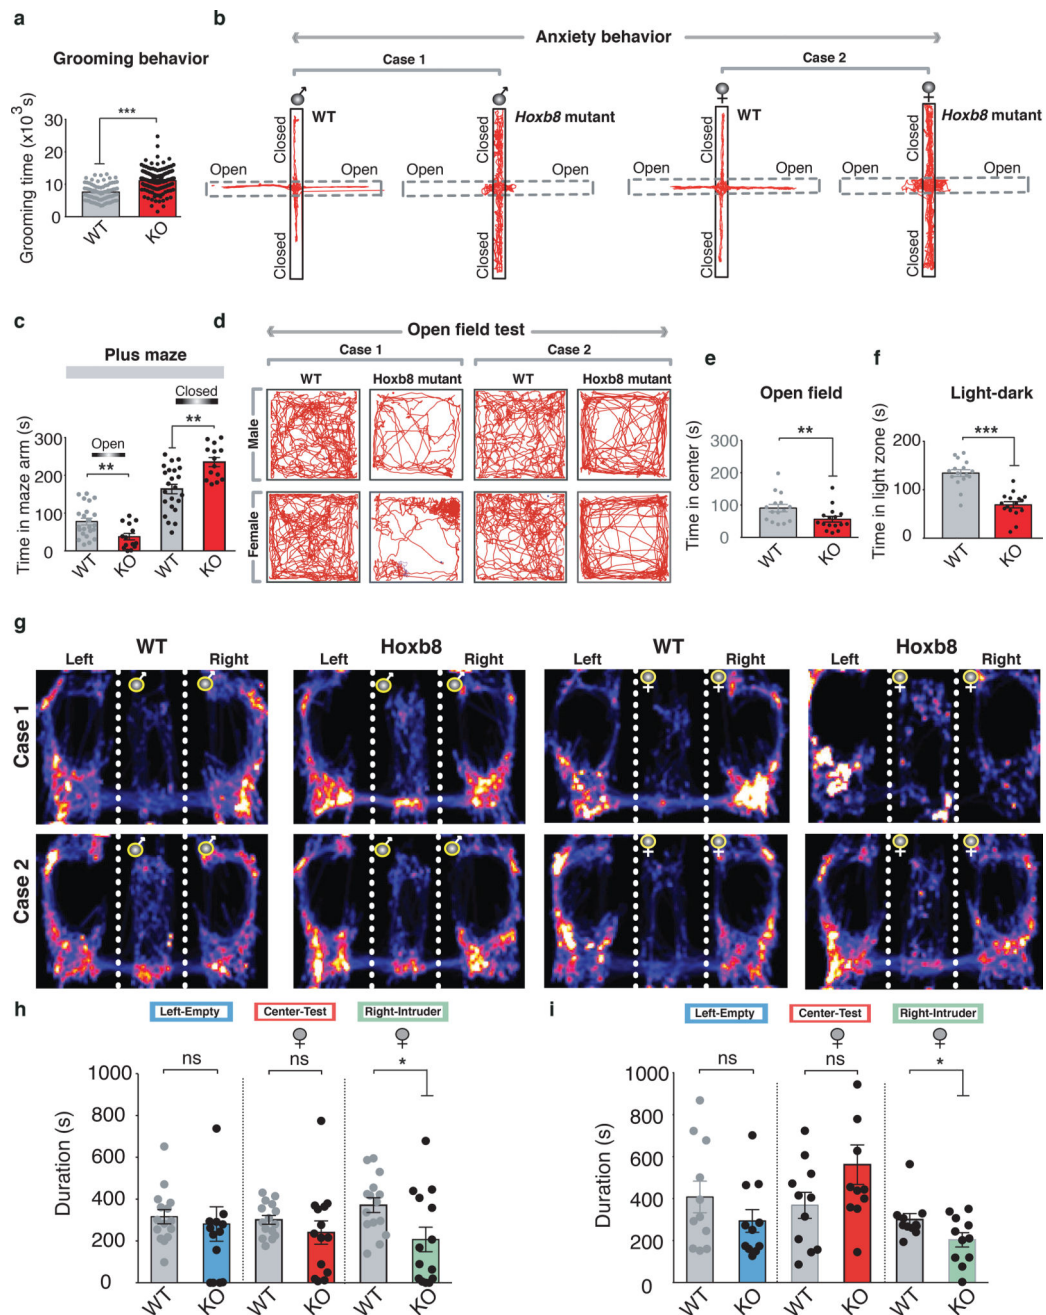 a
Grooming behavior
***
Grooming time (x10³s)
30
20
10
0
WT
KO
b
Anxiety behavior
Case 1
Case 2
WT
Hoxb8 mutant
WT
Hoxb8 mutant
Closed
Closed
Closed
Closed
Open
Open
Open
Open
Open
Open
Open
Open
Closed
Closed
Closed
Closed
c
Plus maze
Closed
**
Open
**
Time in maze arm (s)
300
200
100
0
WT
KO
WT
KO
d
Open field test
Case 1
Case 2
WT
Hoxb8 mutant
WT
Hoxb8 mutant
Male
Female
e
Open field
**
Time in center (s)
300
200
100
0
WT
KO
f
Light-dark
***
Time in light zone (s)
200
100
0
WT
KO
g
WT
Hoxb8
WT
Hoxb8
Left
Right
Left
Right
Left
Right
Left
Right
Case 1
Case 2
h
Left-Empty
Center-Test
Right-Intruder
ns
ns
*
Duration (s)
1000
800
600
400
200
0
WT
KO
WT
KO
WT
KO
i
Left-Empty
Center-Test
Right-Intruder
ns
ns
*
Duration (s)
1000
800
600
400
200
0
WT
KO
WT
KO
WT
KO